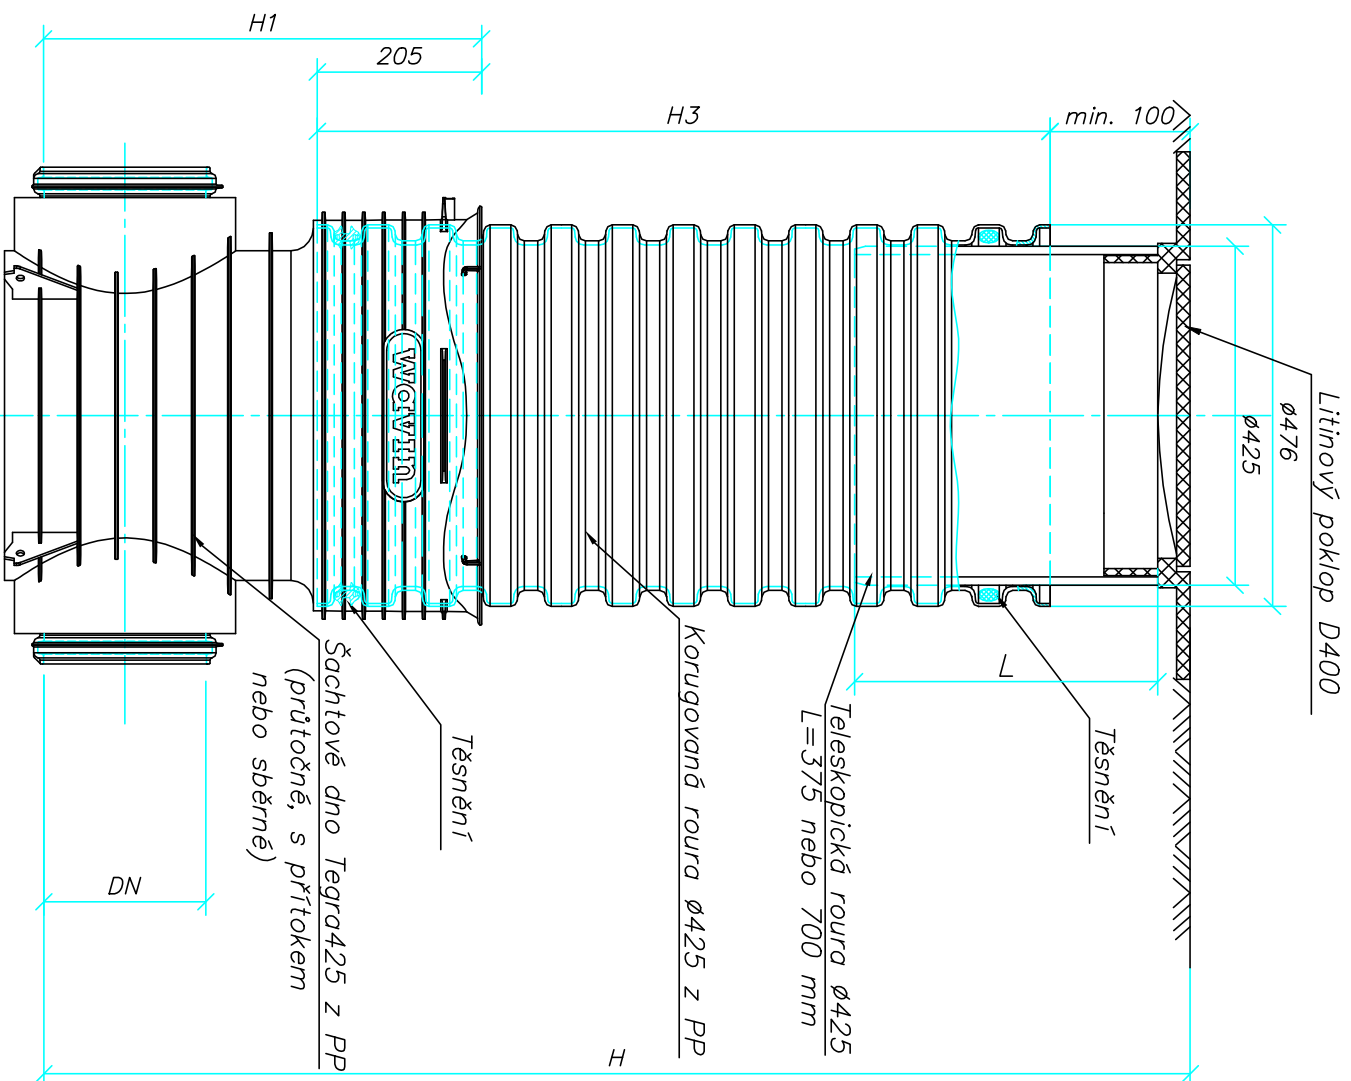 H1
205
H3
min. 100
Litinový poklop D400
ø476
ø425
wavin
L
Těsnění
Teleskopická roura ø425
L=375 nebo 700 mm
Korugovaná roura ø425 z PP
Těsnění
Šachtové dno Tegra425 z PP
(průtočné, s přítokem
nebo sběrné)
DN
H